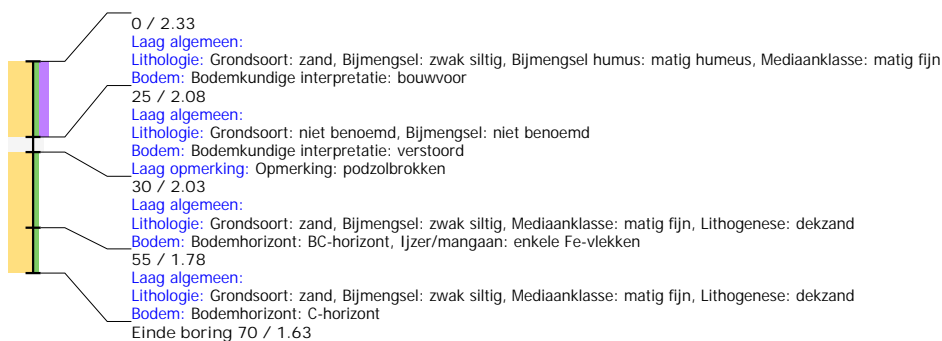 0 / 2.33
Laag algemeen:
Lithologie: Grondsoort: zand, Bijmengsel: zwak siltig, Bijmengsel humus: matig humeus, Mediaanklasse: matig fijn
Bodem: Bodemkundige interpretatie: bouwvoor
25 / 2.08
Laag algemeen:
Lithologie: Grondsoort: niet benoemd, Bijmengsel: niet benoemd
Bodem: Bodemkundige interpretatie: verstoord
Laag opmerking: Opmerking: podzolbrokken
30 / 2.03
Laag algemeen:
Lithologie: Grondsoort: zand, Bijmengsel: zwak siltig, Mediaanklasse: matig fijn, Lithogenese: dekzand
Bodem: Bodemhorizont: BC-horizont, Ijzer/mangaan: enkele Fe-vlekken
55 / 1.78
Laag algemeen:
Lithologie: Grondsoort: zand, Bijmengsel: zwak siltig, Mediaanklasse: matig fijn, Lithogenese: dekzand
Bodem: Bodemhorizont: C-horizont
Einde boring 70 / 1.63